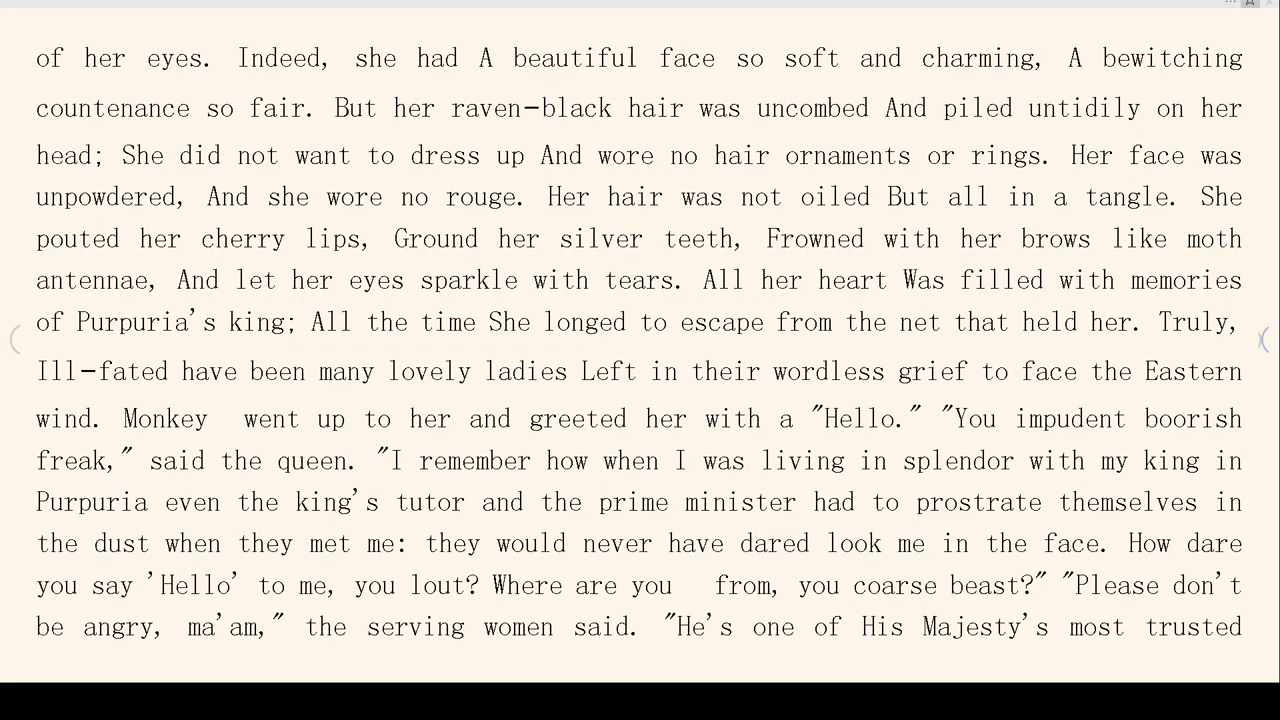 of her eyes. Indeed, she had A beautiful face so soft and charming, A bewitching
countenance so fair. But her raven-black hair was uncombed And piled untidily on her
head; She did not want to dress up And wore no hair ornaments or rings. Her face was
unpowdered, And she wore no rouge. Her hair was not oiled But all in a tangle. She
pouted her cherry lips, Ground her silver teeth, Frowned with her brows like moth
antennae, And let her eyes sparkle with tears. All her heart Was filled with memories
of Purpuria's king; All the time She longed to escape from the net that held her. Truly,
Ill-fated have been many lovely ladies Left in their wordless grief to face the Eastern
wind. Monkey went up to her and greeted her with a "Hello." "You impudent boorish
freak," said the queen. "I remember how when I was living in splendor with my king in
Purpuria even the king's tutor and the prime minister had to prostrate themselves in
the dust when they met me: they would never have dared look me in the face. How dare
you say 'Hello' to me, you lout? Where are you from, you coarse beast?" "Please don't
be angry, ma'am," the serving women said. "He's one of His Majesty's most trusted